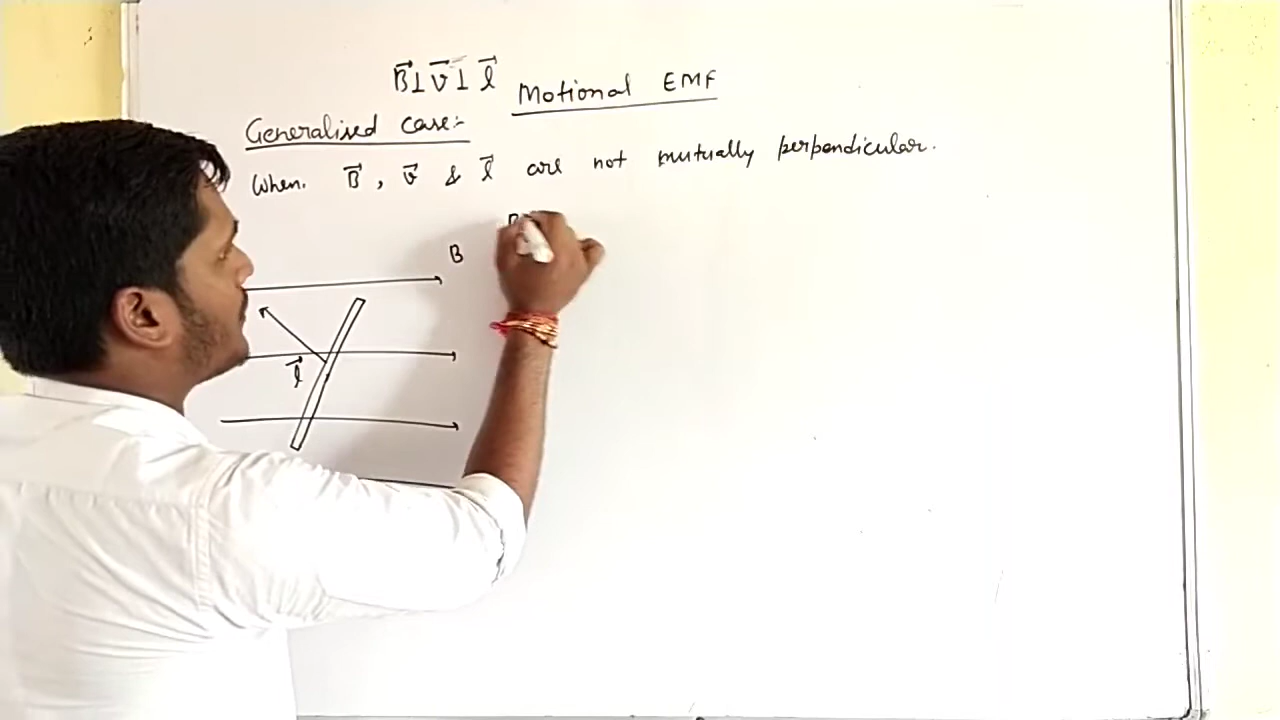 B⃗ ⊥ v⃗ ⊥ l⃗
Motional EMF
Generalised case:-
When. B⃗, v⃗ & l⃗ are not mutually perpendicular.
B
l⃗